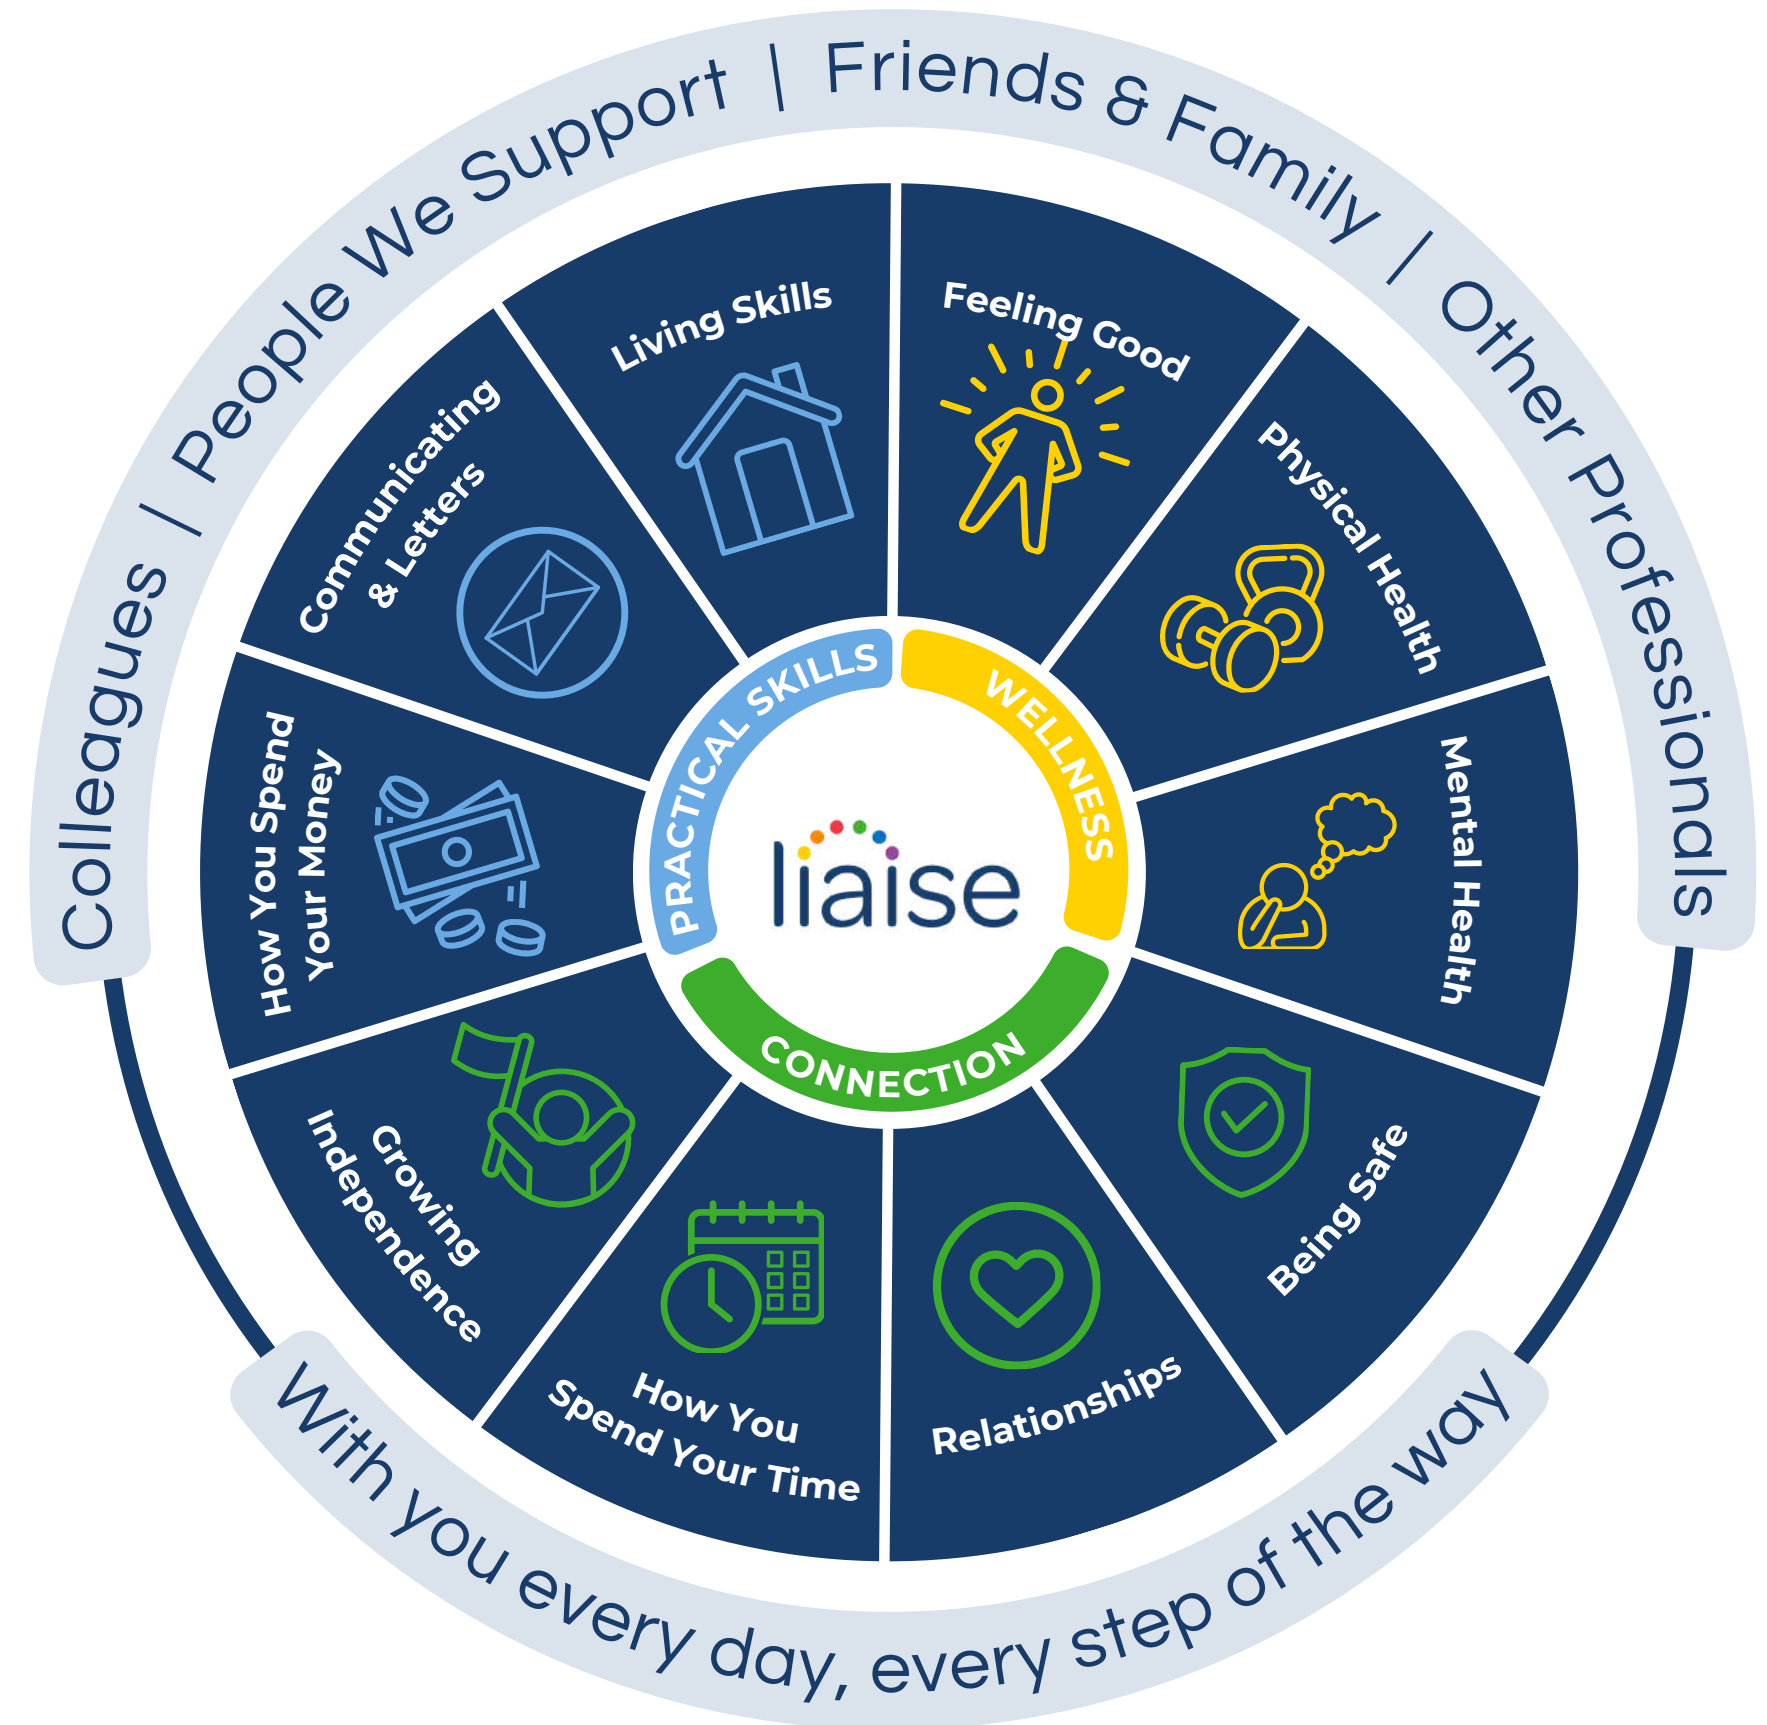 Colleagues | People We Support | Friends & Family | Other Professionals
Living Skills
Feeling Good
Physical Health
Mental Health
Being Safe
Relationships
How You
Spend Your Time
Growing
Independence
How You Spend
Your Money
Communicating
& Letters
PRACTICAL SKILLS
WELLNESS
CONNECTION
liaise
With you every day, every step of the way